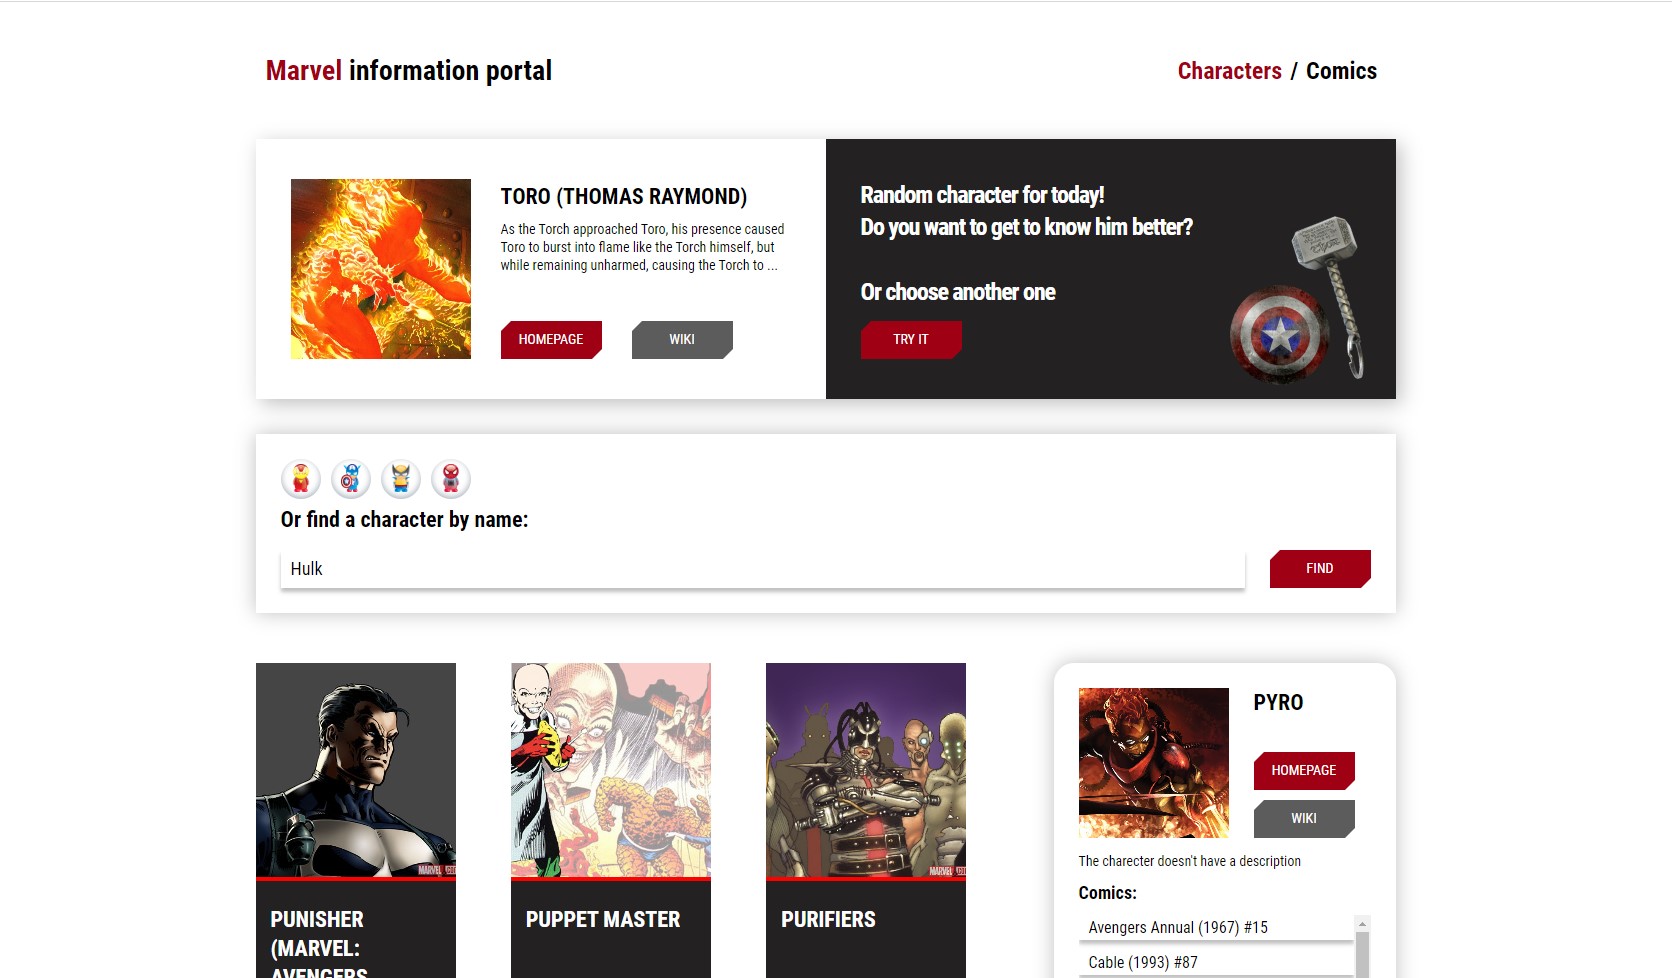 Marvel information portal
Characters / Comics
TORO (THOMAS RAYMOND)
As the Torch approached Toro, his presence caused
Toro to burst into flame like the Torch himself, but
while remaining unharmed, causing the Torch to ...
HOMEPAGE
WIKI
Random character for today!
Do you want to get to know him better?
Or choose another one
TRY IT
Or find a character by name:
Hulk
FIND
PUNISHER
(MARVEL:
AVENGERS
PUPPET MASTER
PURIFIERS
PYRO
HOMEPAGE
WIKI
The charecter doesn't have a description
Comics:
Avengers Annual (1967) #15
Cable (1993) #87